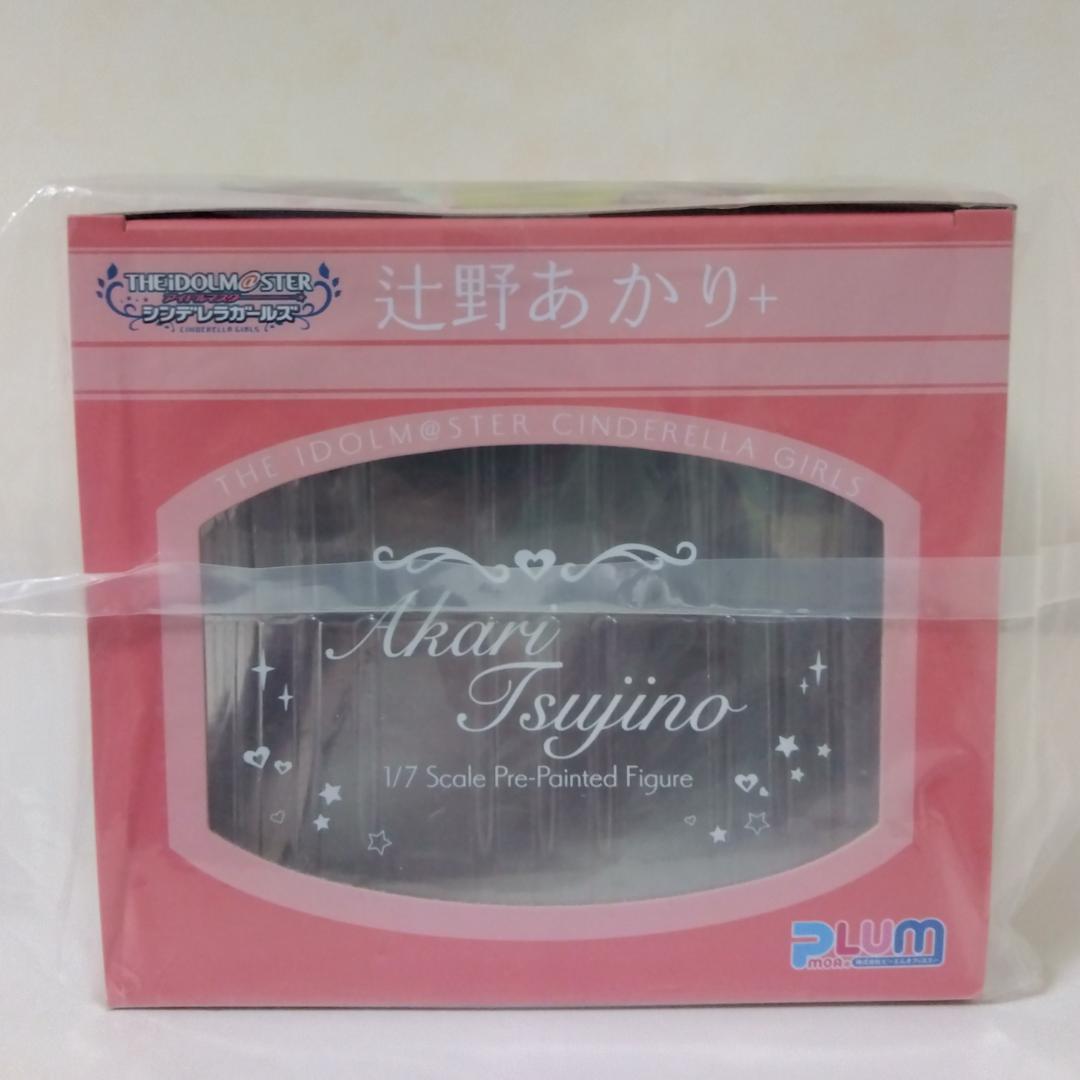 THE iDOLM@STER
アイドルマスター
シンデレラガールズ
CINDERELLA GIRLS
辻野あかり+
THE IDOLM@STER CINDERELLA GIRLS
Akari
Tsujino
1/7 Scale Pre-Painted Figure
PLUM